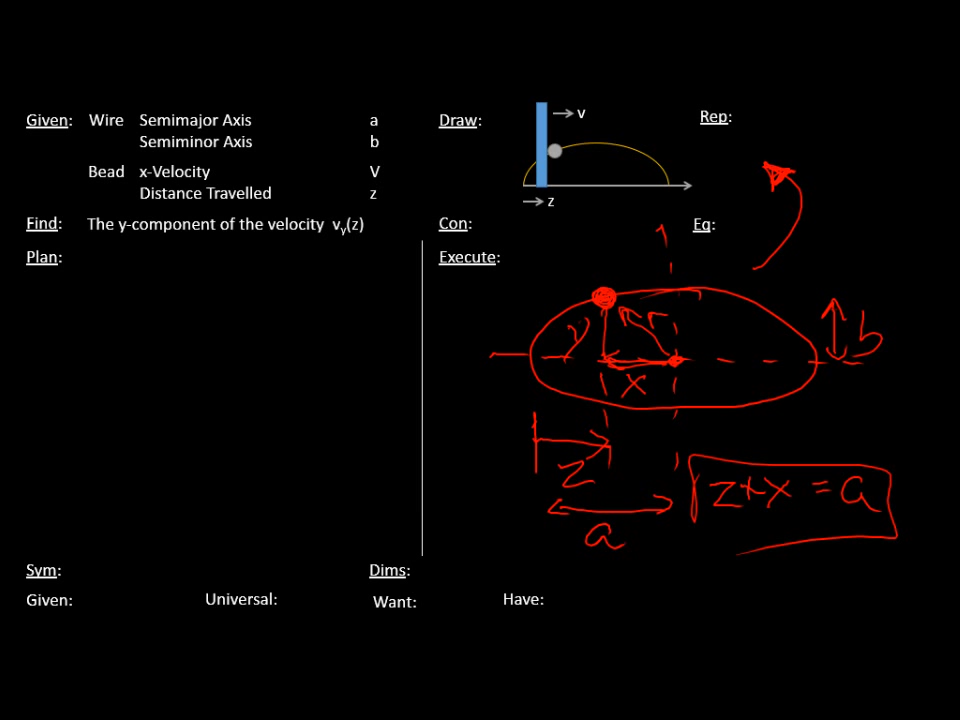 Given: Wire Semimajor Axis a
Semiminor Axis b
Bead x-Velocity V
Distance Travelled z
Find: The y-component of the velocity vy(z)
Plan:
Draw:
v
z
Rep:
Con:
Eq:
Execute:
y
r
x
b
z
a
z+x=a
Sym:
Dims:
Given:
Universal:
Want:
Have: